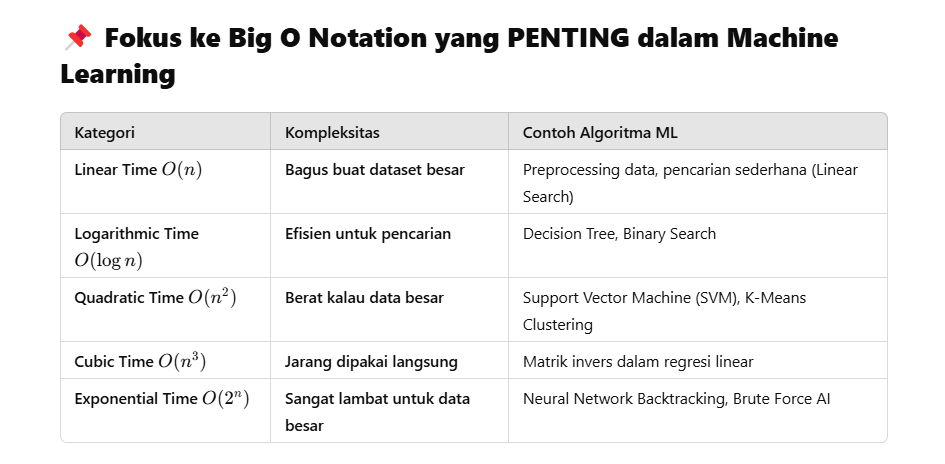 📌 Fokus ke Big O Notation yang PENTING dalam Machine
Learning
Kategori Kompleksitas Contoh Algoritma ML
Linear Time O(n) Bagus buat dataset besar Preprocessing data, pencarian sederhana (Linear
Search)
Logarithmic Time Efisien untuk pencarian Decision Tree, Binary Search
O(log n)
Quadratic Time O(n²) Berat kalau data besar Support Vector Machine (SVM), K-Means
Clustering
Cubic Time O(n³) Jarang dipakai langsung Matrik invers dalam regresi linear
Exponential Time O(2ⁿ) Sangat lambat untuk data Neural Network Backtracking, Brute Force AI
besar